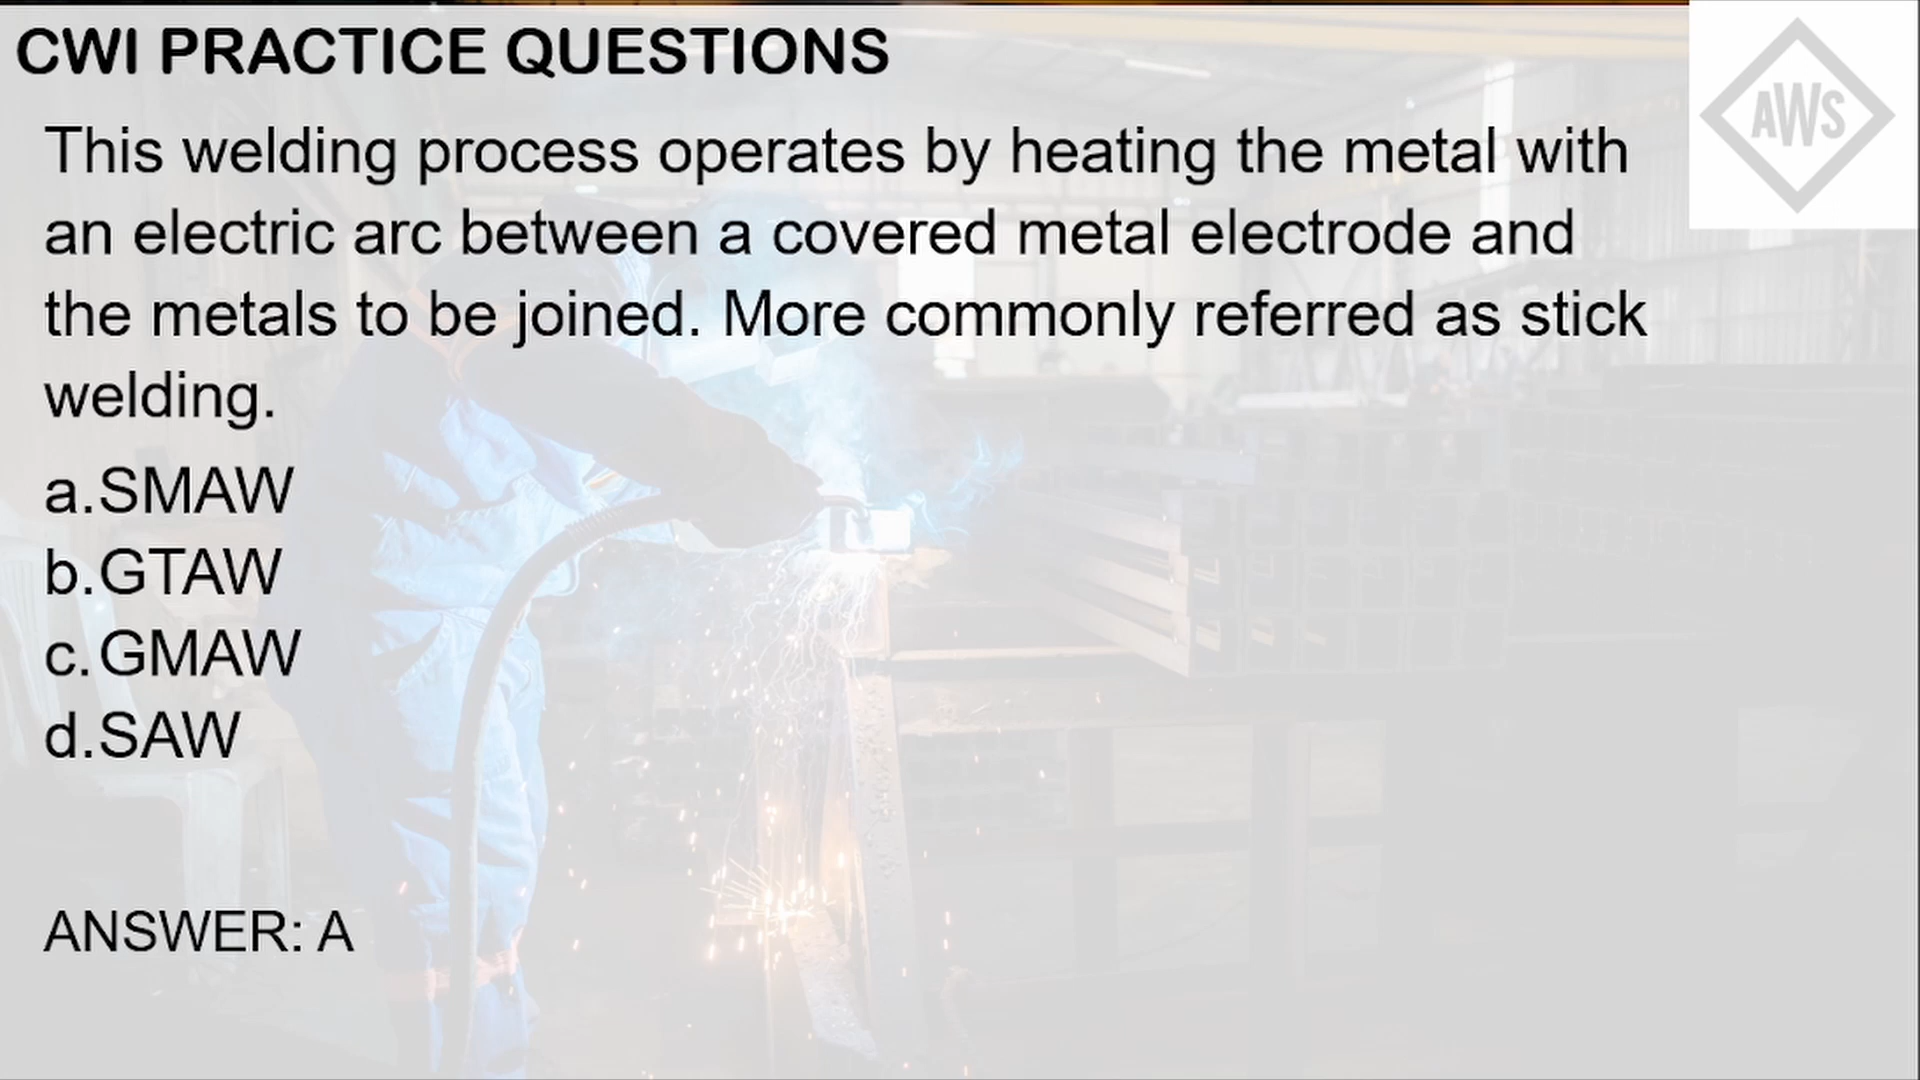 CWI PRACTICE QUESTIONS
AWS
This welding process operates by heating the metal with
an electric arc between a covered metal electrode and
the metals to be joined. More commonly referred as stick
welding.
a.SMAW
b.GTAW
c.GMAW
d.SAW
ANSWER: A